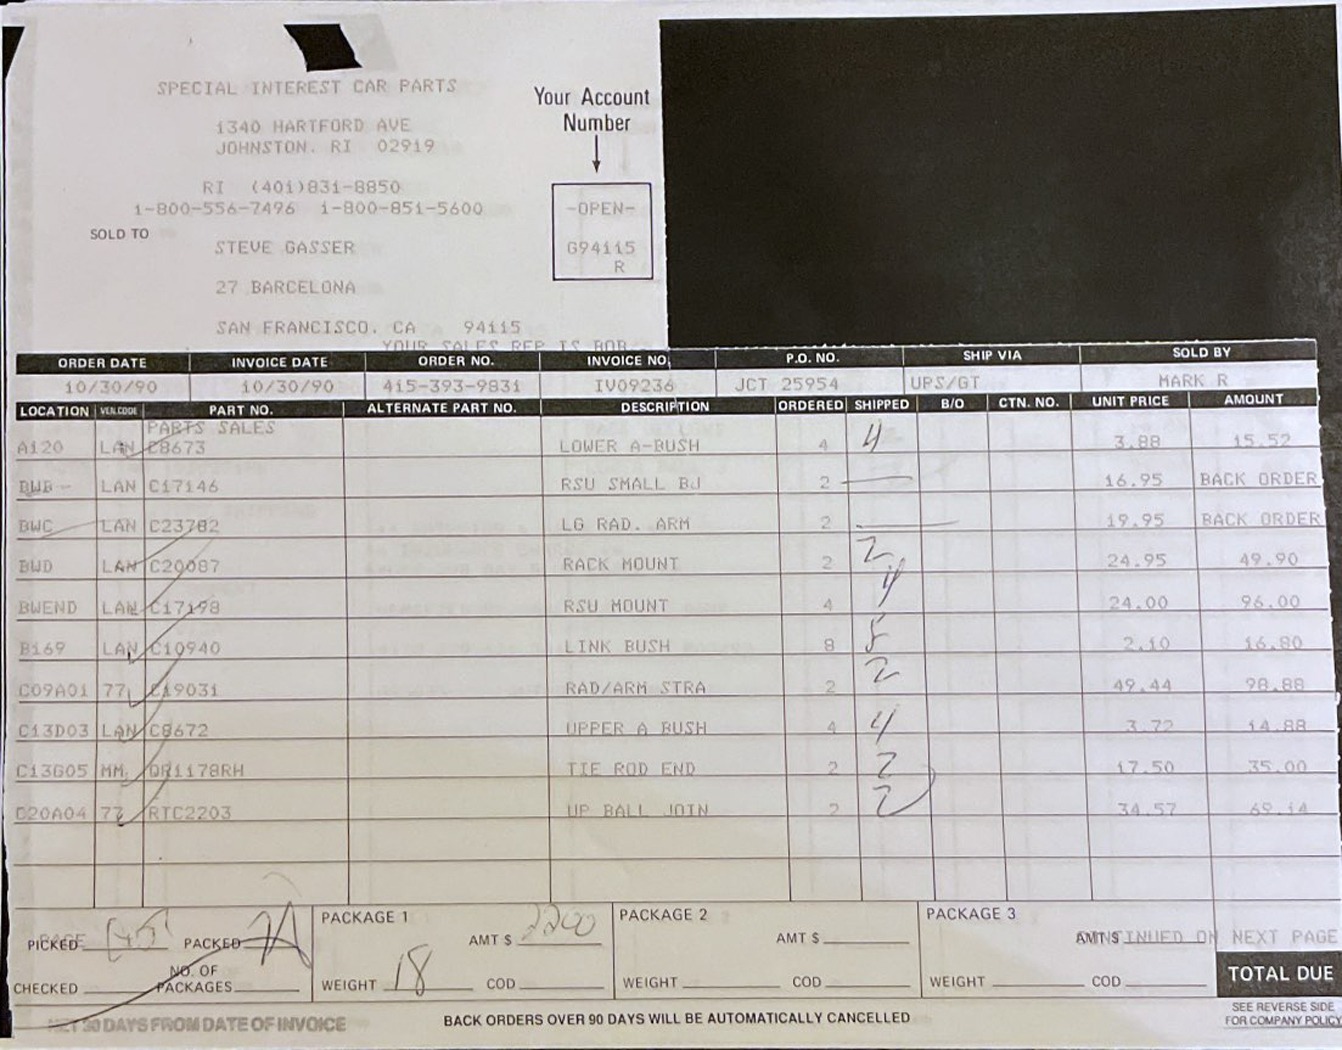 SPECIAL INTEREST CAR PARTS
1340 HARTFORD AVE
JOHNSTON. RI 02919
RI (401)831-8850
1-800-556-7496 1-800-851-5600
Your Account
Number
-OPEN-
G94115
R
SOLD TO
STEVE GASSER
27 BARCELONA
SAN FRANCISCO. CA 94115
YOUR SALES REP IS BOB
ORDER DATE INVOICE DATE ORDER NO. INVOICE NO. P.O. NO. SHIP VIA SOLD BY
10/30/90 10/30/90 415-393-9831 IV09236 JCT 25954 UPS/GT MARK R
LOCATION VEN.CODE PART NO. ALTERNATE PART NO. DESCRIPTION ORDERED SHIPPED B/O CTN. NO. UNIT PRICE AMOUNT
PARTS SALES
A120 LAN C8673 LOWER A-BUSH 4 4 3.88 15.52
BWB LAN C17146 RSU SMALL BJ 2 16.95 BACK ORDER
BWC LAN C23782 LG RAD. ARM 2 19.95 BACK ORDER
BWD LAN C20087 RACK MOUNT 2 2 24.95 49.90
BWEND LAN C17198 RSU MOUNT 4 4 24.00 96.00
B169 LAN C10940 LINK BUSH 8 8 2.10 16.80
C09A01 77 C19031 RAD/ARM STRA 2 2 49.44 98.88
C13D03 LAN C8672 UPPER A BUSH 4 4 3.72 14.88
C13G05 MM QR1178RH TIE ROD END 2 2 17.50 35.00
C20A04 77 RTC2203 UP BALL JOIN 2 2 34.57 69.14
PICKED PACKED
CHECKED NO. OF PACKAGES
PACKAGE 1 AMT $ 2200
WEIGHT 18 COD
PACKAGE 2 AMT $
WEIGHT COD
PACKAGE 3 AMT $
WEIGHT COD
CONTINUED ON NEXT PAGE
TOTAL DUE
NET 30 DAYS FROM DATE OF INVOICE
BACK ORDERS OVER 90 DAYS WILL BE AUTOMATICALLY CANCELLED
SEE REVERSE SIDE
FOR COMPANY POLICY